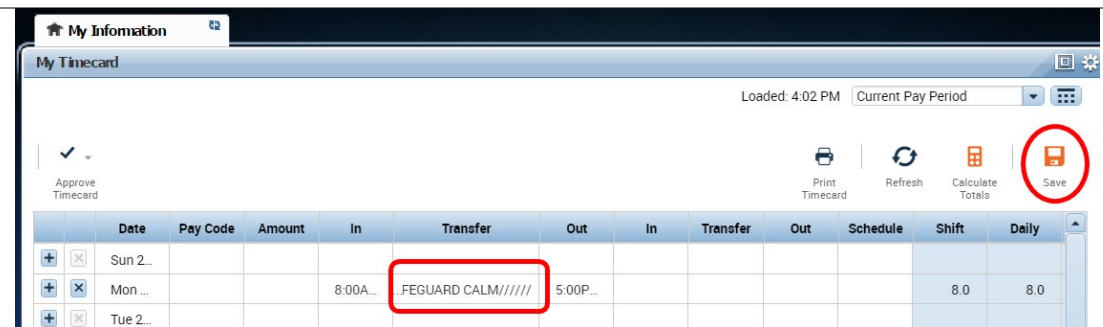 My Information
My Timecard
Loaded: 4:02 PM Current Pay Period
Approve Timecard
Print Timecard
Refresh
Calculate Totals
Save
Date Pay Code Amount In Transfer Out In Transfer Out Schedule Shift Daily
Sun 2...
Mon ... 8:00A... ...FEGUARD CALM////// 5:00P... 8.0 8.0
Tue 2...